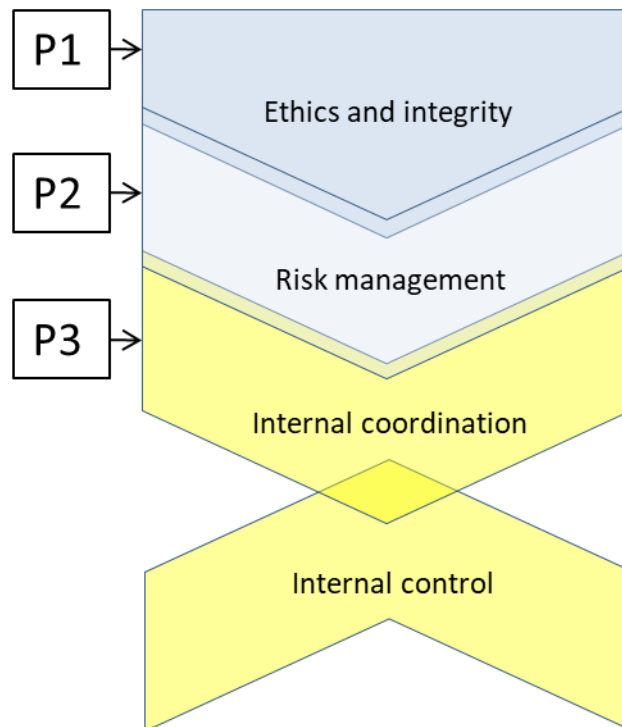 P1
Ethics and integrity
P2
Risk management
P3
Internal coordination
Internal control